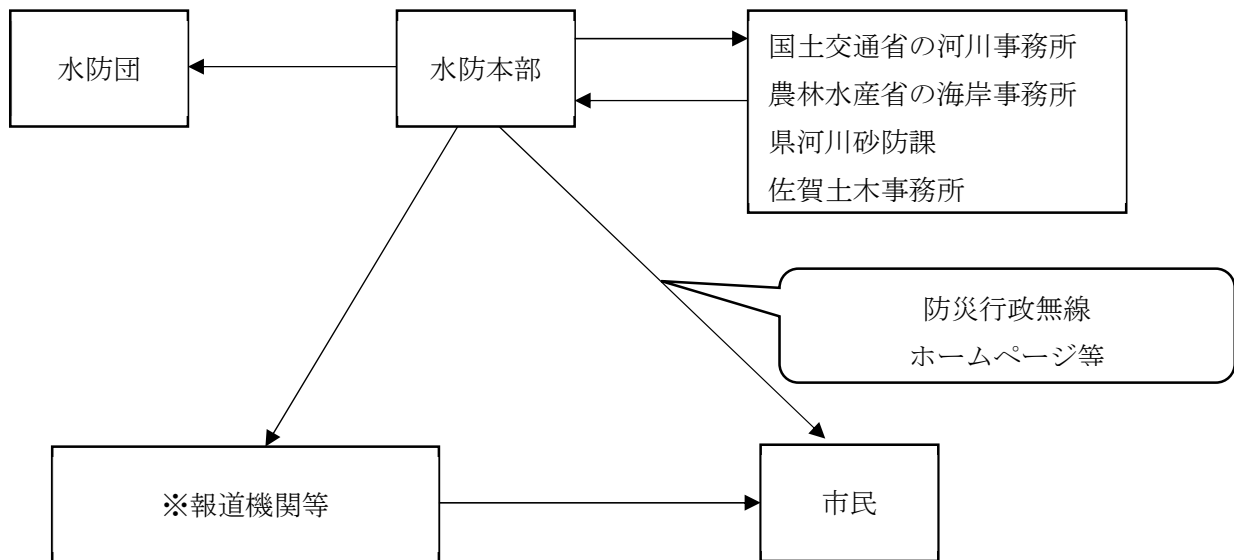 水防団
水防本部
国土交通省の河川事務所
農林水産省の海岸事務所
県河川砂防課
佐賀土木事務所
防災行政無線
ホームページ等
※報道機関等
市民